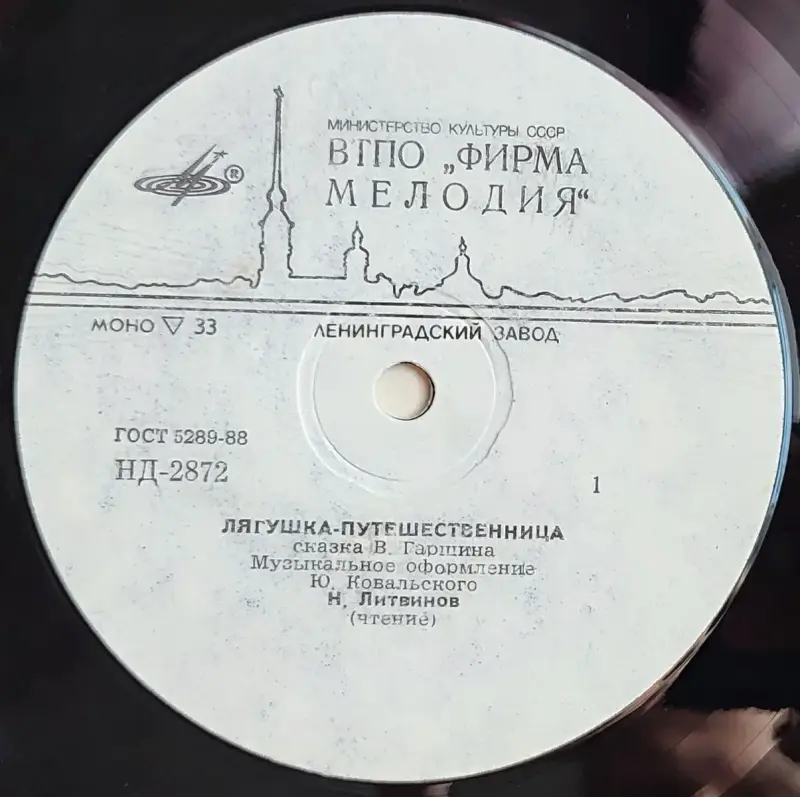 МИНИСТЕРСТВО КУЛЬТУРЫ СССР
ВТПО „ФИРМА
МЕЛОДИЯ“
®
МОНО ▽ 33
ЛЕНИНГРАДСКИЙ ЗАВОД
ГОСТ 5289-88
НД-2872
1
ЛЯГУШКА-ПУТЕШЕСТВЕННИЦА
сказка В. Гаршина
Музыкальное оформление
Ю. Ковальского
Н. Литвинов
(чтение)